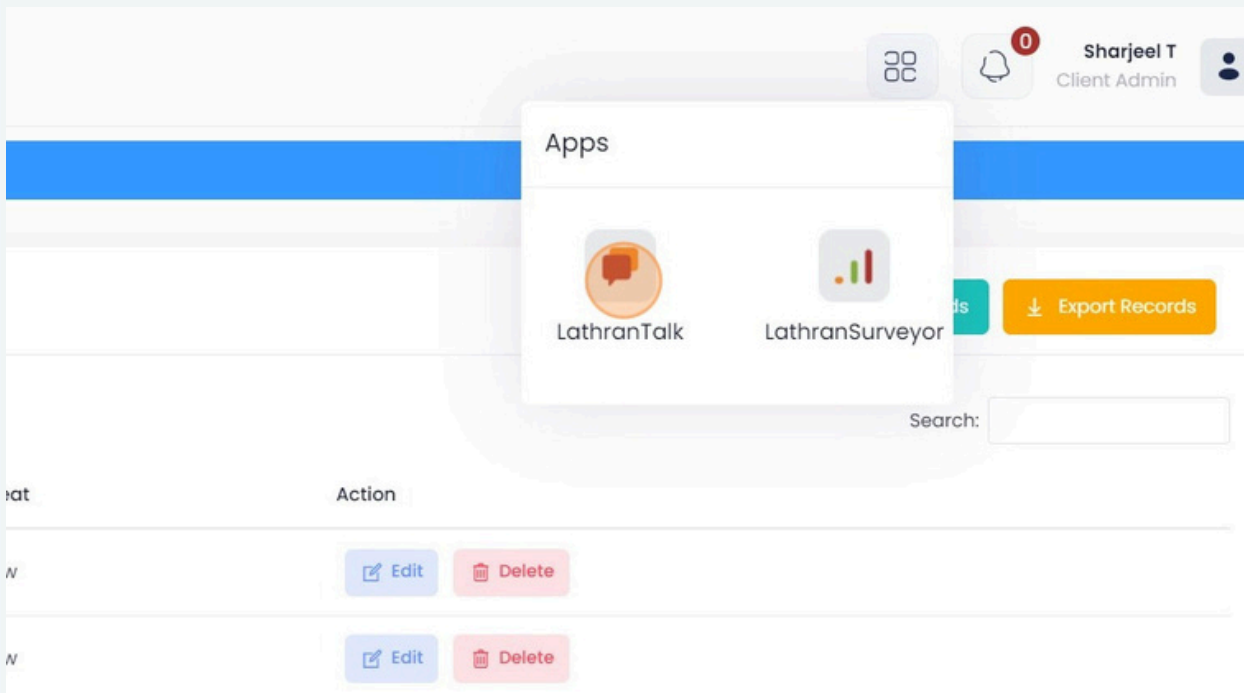 0
Sharjeel T
Client Admin
Apps
LathranTalk
LathranSurveyor
Export Records
Search:
Action
Edit Delete
Edit Delete